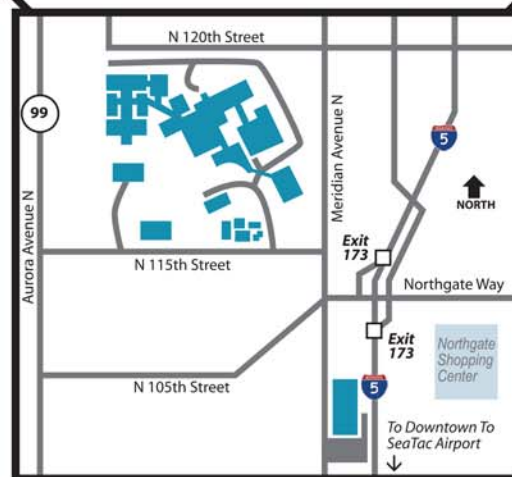 N 120th Street
99
Aurora Avenue N
Meridian Avenue N
5
NORTH
Exit
173
N 115th Street
Northgate Way
Exit
173
Northgate
Shopping
Center
N 105th Street
5
To Downtown To
SeaTac Airport